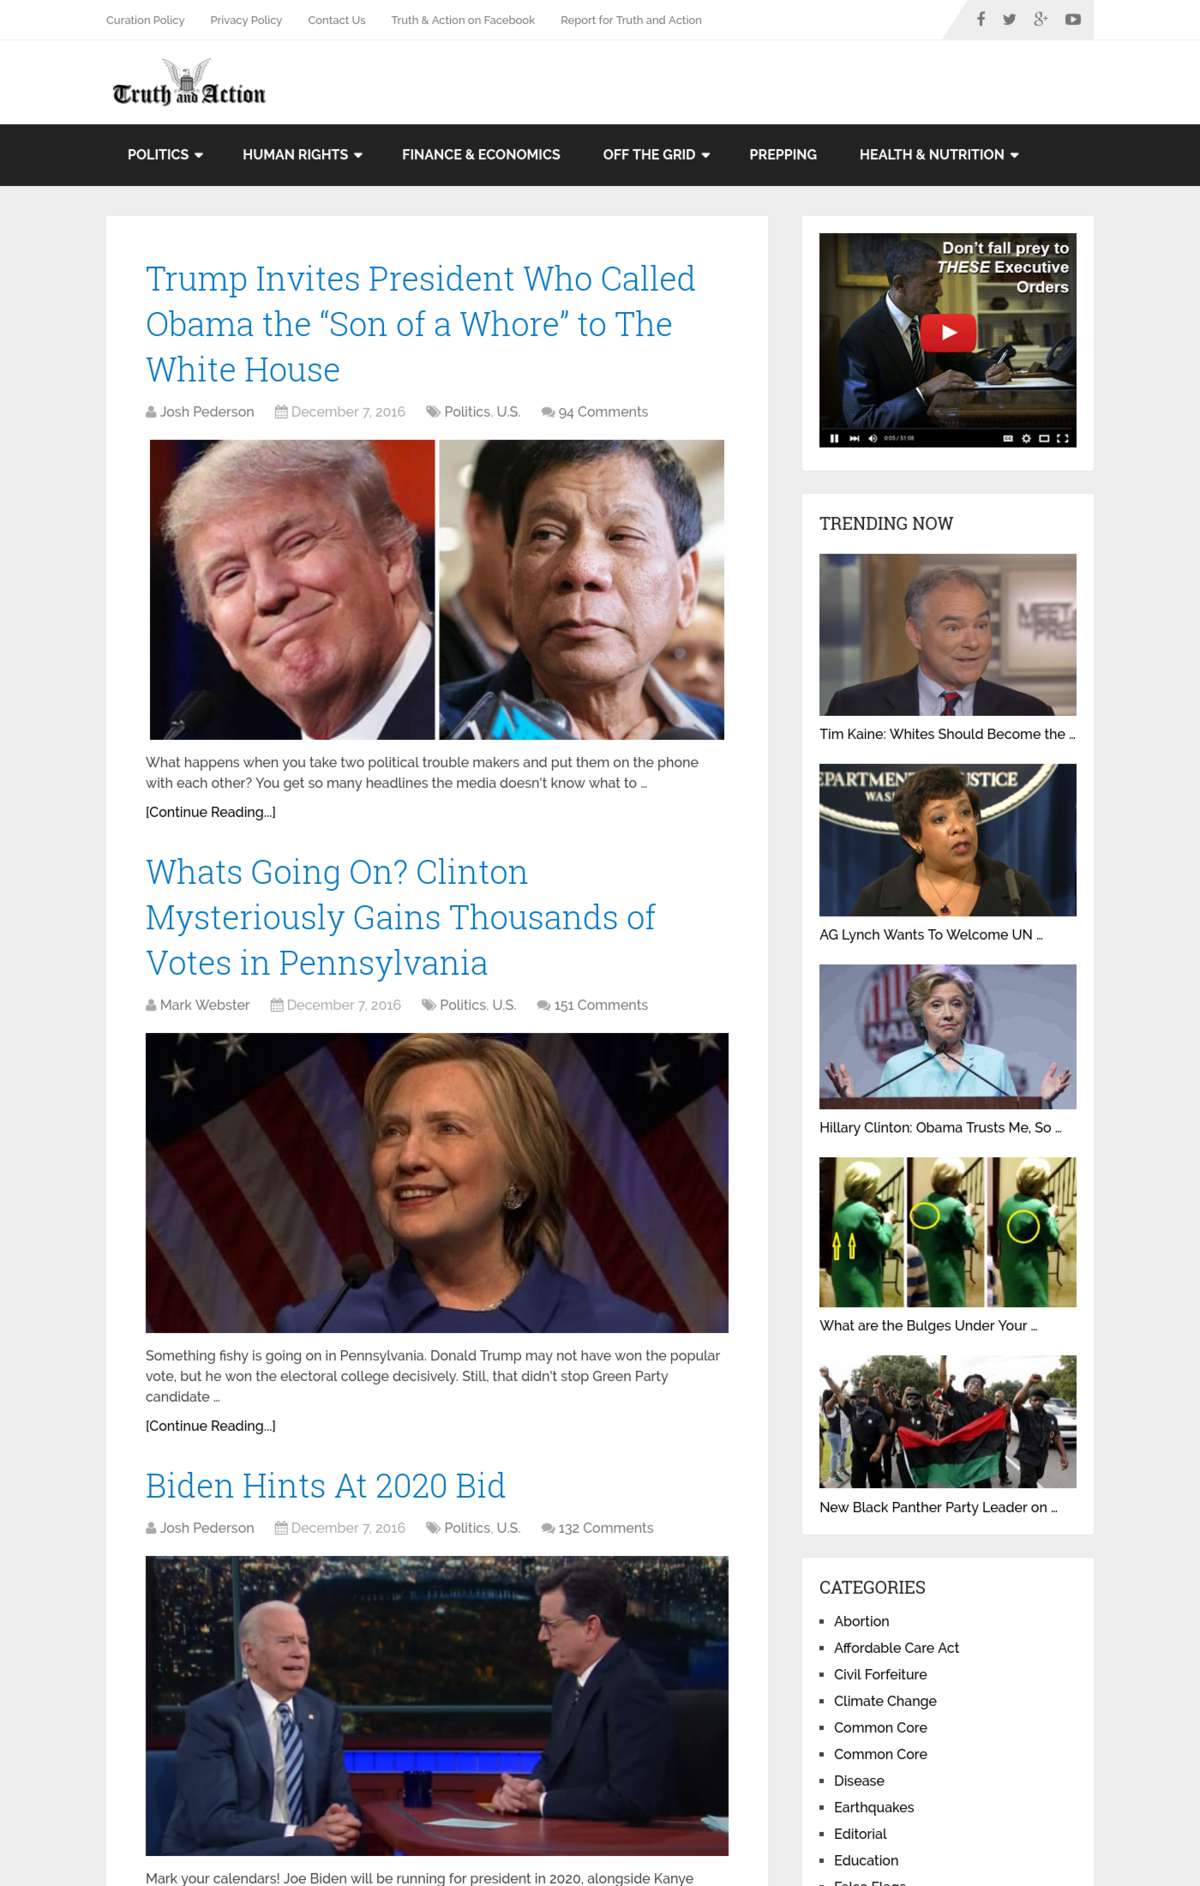 Curation Policy Privacy Policy Contact Us Truth & Action on Facebook Report for Truth and Action
Truth and Action
POLITICS HUMAN RIGHTS FINANCE & ECONOMICS OFF THE GRID PREPPING HEALTH & NUTRITION
Trump Invites President Who Called
Obama the “Son of a Whore” to The
White House
Josh Pederson December 7, 2016 Politics, U.S. 94 Comments
What happens when you take two political trouble makers and put them on the phone
with each other? You get so many headlines the media doesn't know what to ...
[Continue Reading...]
Whats Going On? Clinton
Mysteriously Gains Thousands of
Votes in Pennsylvania
Mark Webster December 7, 2016 Politics, U.S. 151 Comments
Something fishy is going on in Pennsylvania. Donald Trump may not have won the popular
vote, but he won the electoral college decisively. Still, that didn't stop Green Party
candidate ...
[Continue Reading...]
Biden Hints At 2020 Bid
Josh Pederson December 7, 2016 Politics, U.S. 132 Comments
Mark your calendars! Joe Biden will be running for president in 2020, alongside Kanye
Don't fall prey to
THESE Executive
Orders
TRENDING NOW
MEET
PRESS
Tim Kaine: Whites Should Become the ...
EPARTMEN USTICE
WAS
AG Lynch Wants To Welcome UN ...
NAB
Hillary Clinton: Obama Trusts Me, So ...
What are the Bulges Under Your ...
New Black Panther Party Leader on ...
CATEGORIES
Abortion
Affordable Care Act
Civil Forfeiture
Climate Change
Common Core
Common Core
Disease
Earthquakes
Editorial
Education
False Flags